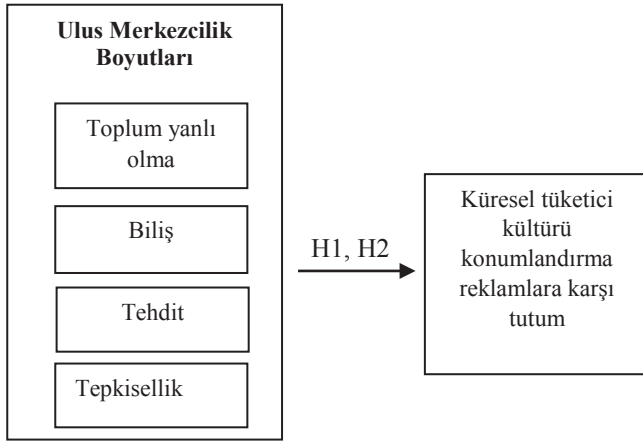 Ulus Merkezcilik
Boyutları
Toplum yanlı
olma
Biliş
Tehdit
Tepkisellik
H1, H2
Küresel tüketici
kültürü
konumlandırma
reklamlara karşı
tutum